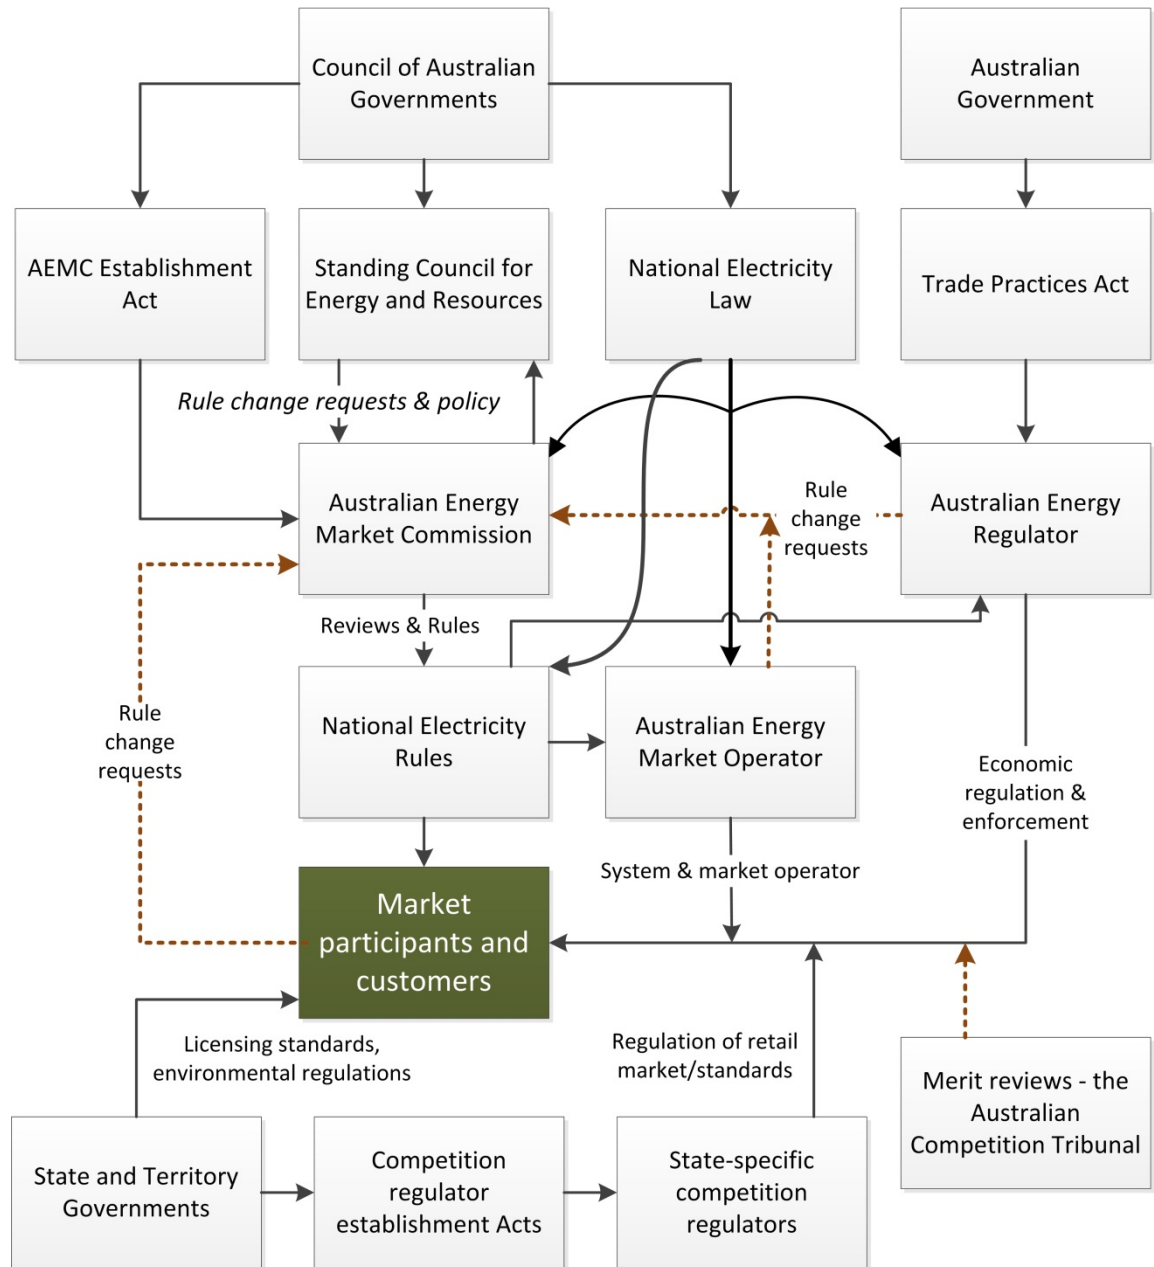 Council of Australian
Governments
Australian
Government
AEMC Establishment
Act
Standing Council for
Energy and Resources
National Electricity
Law
Trade Practices Act
Rule change requests & policy
Australian Energy
Market Commission
Rule
change
requests
Australian Energy
Regulator
Reviews & Rules
Rule
change
requests
National Electricity
Rules
Australian Energy
Market Operator
Economic
regulation &
enforcement
System & market operator
Market
participants and
customers
Licensing standards,
environmental regulations
Regulation of retail
market/standards
Merit reviews - the
Australian
Competition Tribunal
State and Territory
Governments
Competition
regulator
establishment Acts
State-specific
competition
regulators